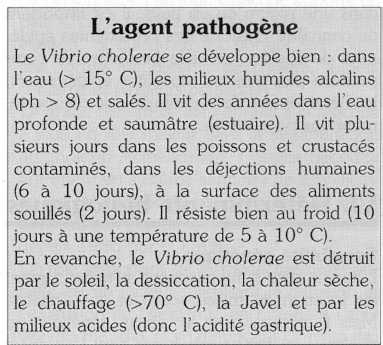 L'agent pathogène
Le Vibrio cholerae se développe bien : dans
l'eau (> 15° C), les milieux humides alcalins
(ph > 8) et salés. Il vit des années dans l'eau
profonde et saumâtre (estuaire). Il vit plu-
sieurs jours dans les poissons et crustacés
contaminés, dans les déjections humaines
(6 à 10 jours), à la surface des aliments
souillés (2 jours). Il résiste bien au froid (10
jours à une température de 5 à 10° C).
En revanche, le Vibrio cholerae est détruit
par le soleil, la dessiccation, la chaleur sèche,
le chauffage (>70° C), la Javel et par les
milieux acides (donc l'acidité gastrique).